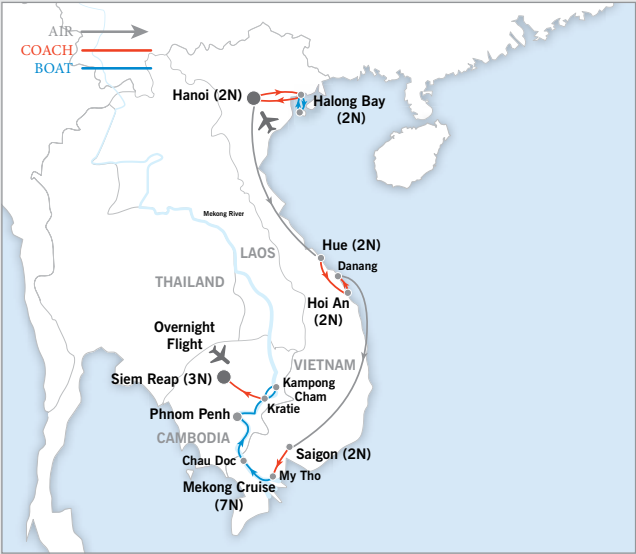 AIR
COACH
BOAT
Hanoi (2N)
Halong Bay
(2N)
Mekong River
LAOS
Hue (2N)
Danang
THAILAND
Hoi An
(2N)
Overnight
Flight
VIETNAM
Siem Reap (3N)
Kampong
Cham
Kratie
Phnom Penh
CAMBODIA
Saigon (2N)
Chau Doc
My Tho
Mekong Cruise
(7N)